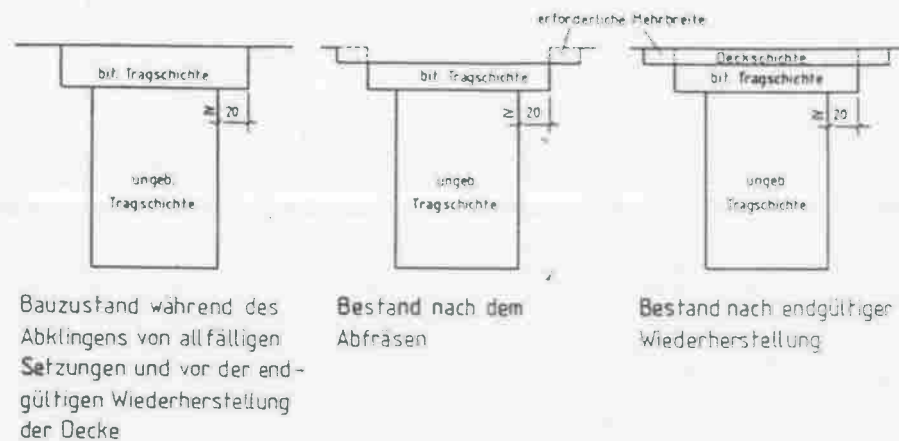 erforderliche Mehrbreite
bit. Tragschichte
≥ 20
ungeb.
Tragschichte
Bauzustand während des
Abklingens von allfälligen
Setzungen und vor der end-
gültigen Wiederherstellung
der Decke
bit. Tragschichte
≥ 20
ungeb.
Tragschichte
Bestand nach dem
Abfräsen
Deckschichte
bit. Tragschichte
≥ 20
ungeb.
Tragschichte
Bestand nach endgültiger
Wiederherstellung